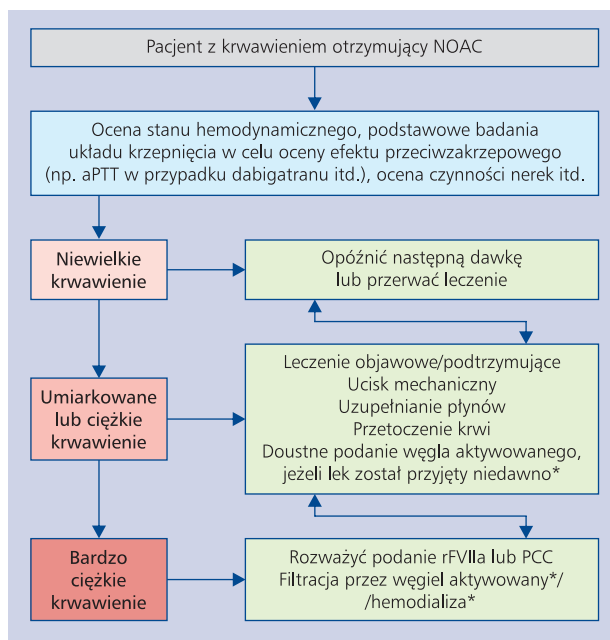 Pacjent z krwawieniem otrzymujący NOAC
Ocena stanu hemodynamicznego, podstawowe badania
układu krzepnięcia w celu oceny efektu przeciwzakrzepowego
(np. aPTT w przypadku dabigatranu itd.), ocena czynności nerek itd.
Niewielkie
krwawienie
Opóźnić następną dawkę
lub przerwać leczenie
Umiarkowane
lub ciężkie
krwawienie
Leczenie objawowe/podtrzymujące
Ucisk mechaniczny
Uzupełnianie płynów
Przetoczenie krwi
Doustne podanie węgla aktywowanego,
jeżeli lek został przyjęty niedawno*
Bardzo
ciężkie
krwawienie
Rozważyć podanie rFVIIa lub PCC
Filtracja przez węgiel aktywowany*/
/hemodializa*